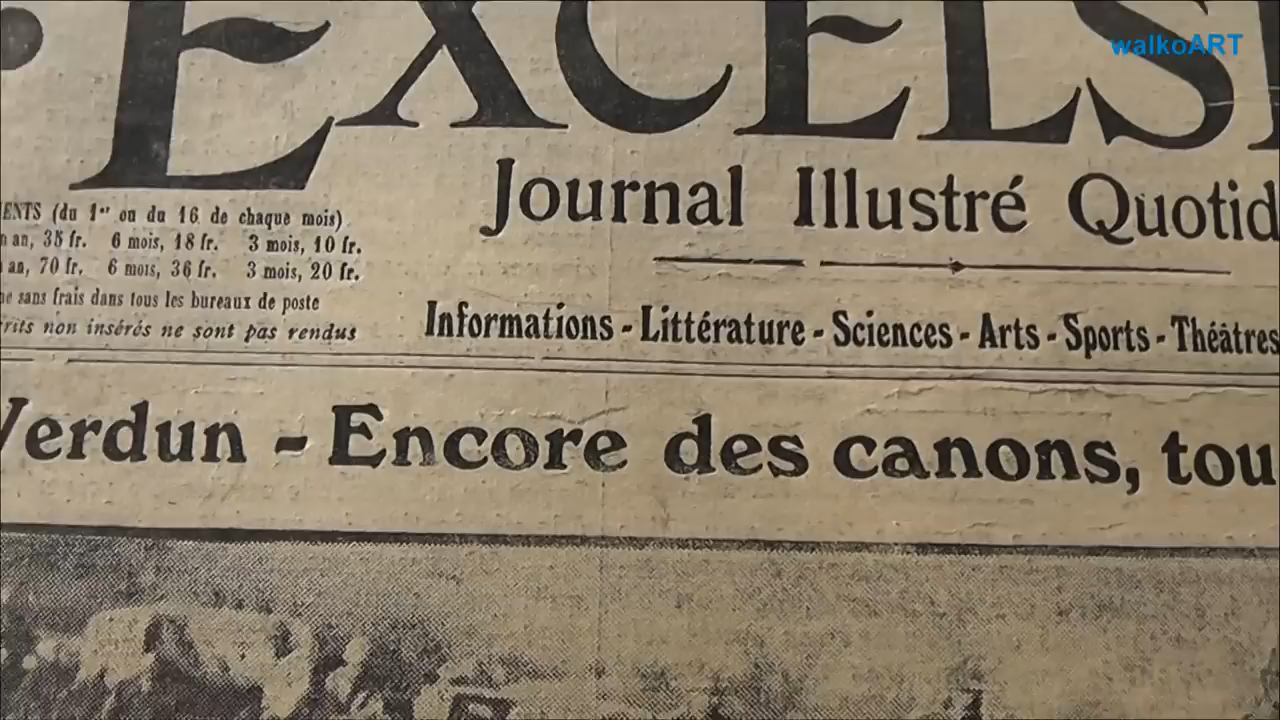 walkoART
EXCELS
Journal Illustré Quotid
ENTS (du 1er ou du 16 de chaque mois)
n an, 35 fr. 6 mois, 18 fr. 3 mois, 10 fr.
an, 70 fr. 6 mois, 36 fr. 3 mois, 20 fr.
ne sans frais dans tous les bureaux de poste
rits non insérés ne sont pas rendus
Informations - Littérature - Sciences - Arts - Sports - Théâtres
Verdun - Encore des canons, tou